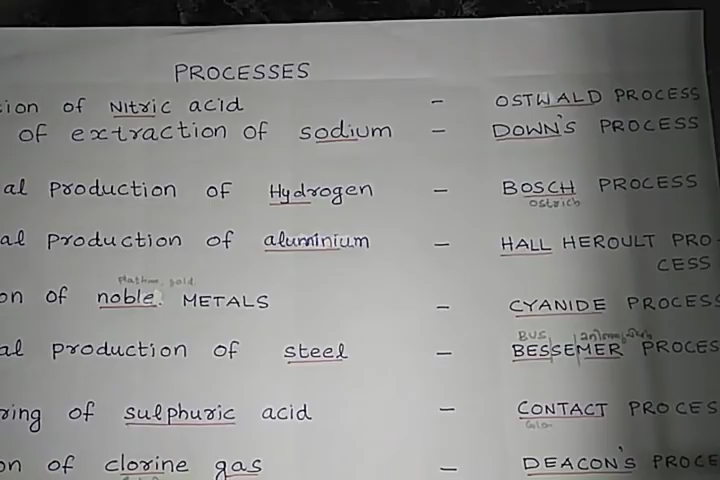 PROCESSES
tion of Nitric acid - OSTWALD PROCESS
of extraction of sodium - DOWN'S PROCESS
al production of Hydrogen - BOSCH PROCESS
ostrich
al production of aluminium - HALL HEROULT PRO-
CESS
gold
on of noble METALS - CYANIDE PROCESS
BUS
al production of steel - BESSEMER PROCES
ring of sulphuric acid - CONTACT PROCES
on of clorine gas - DEACON'S PROCE